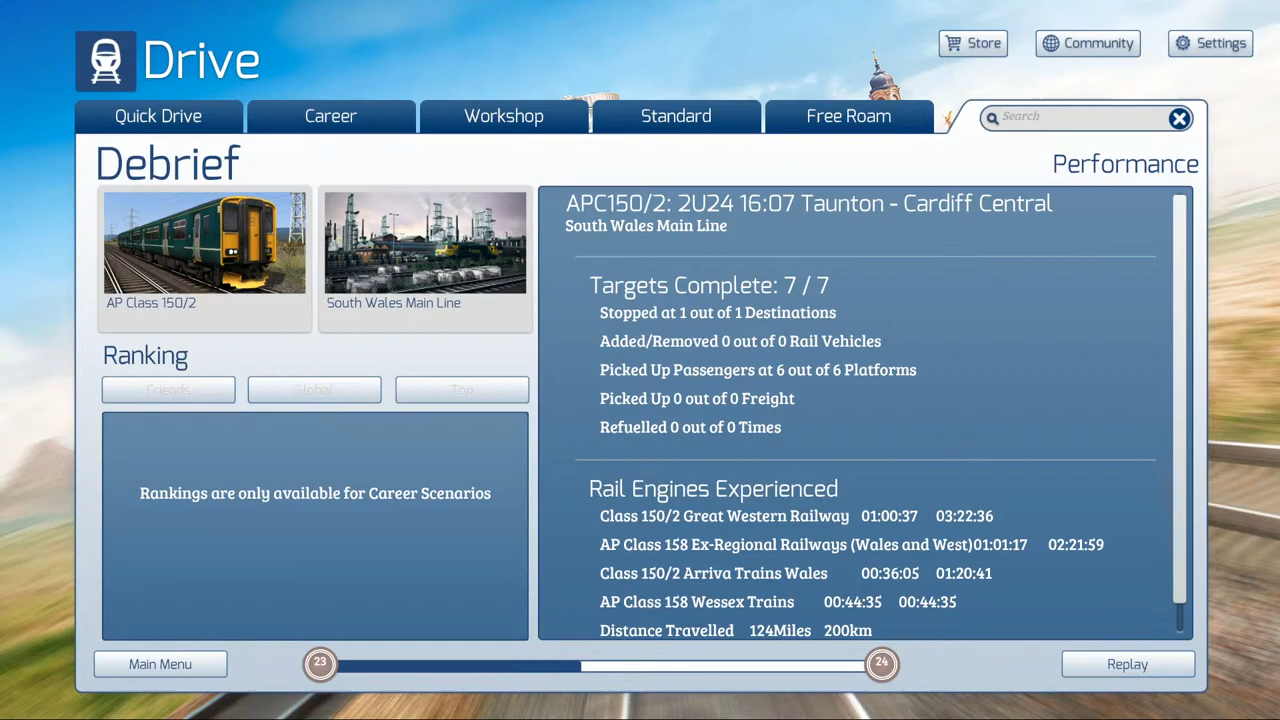 Drive
Store
Community
Settings
Quick Drive
Career
Workshop
Standard
Free Roam
Search
Debrief
Performance
AP Class 150/2
South Wales Main Line
APC150/2: 2U24 16:07 Taunton - Cardiff Central
South Wales Main Line
Targets Complete: 7 / 7
Stopped at 1 out of 1 Destinations
Added/Removed 0 out of 0 Rail Vehicles
Picked Up Passengers at 6 out of 6 Platforms
Picked Up 0 out of 0 Freight
Refuelled 0 out of 0 Times
Ranking
Friends
Global
Top
Rankings are only available for Career Scenarios
Rail Engines Experienced
Class 150/2 Great Western Railway 01:00:37 03:22:36
AP Class 158 Ex-Regional Railways (Wales and West)01:01:17 02:21:59
Class 150/2 Arriva Trains Wales 00:36:05 01:20:41
AP Class 158 Wessex Trains 00:44:35 00:44:35
Distance Travelled 124Miles 200km
Main Menu
23
24
Replay